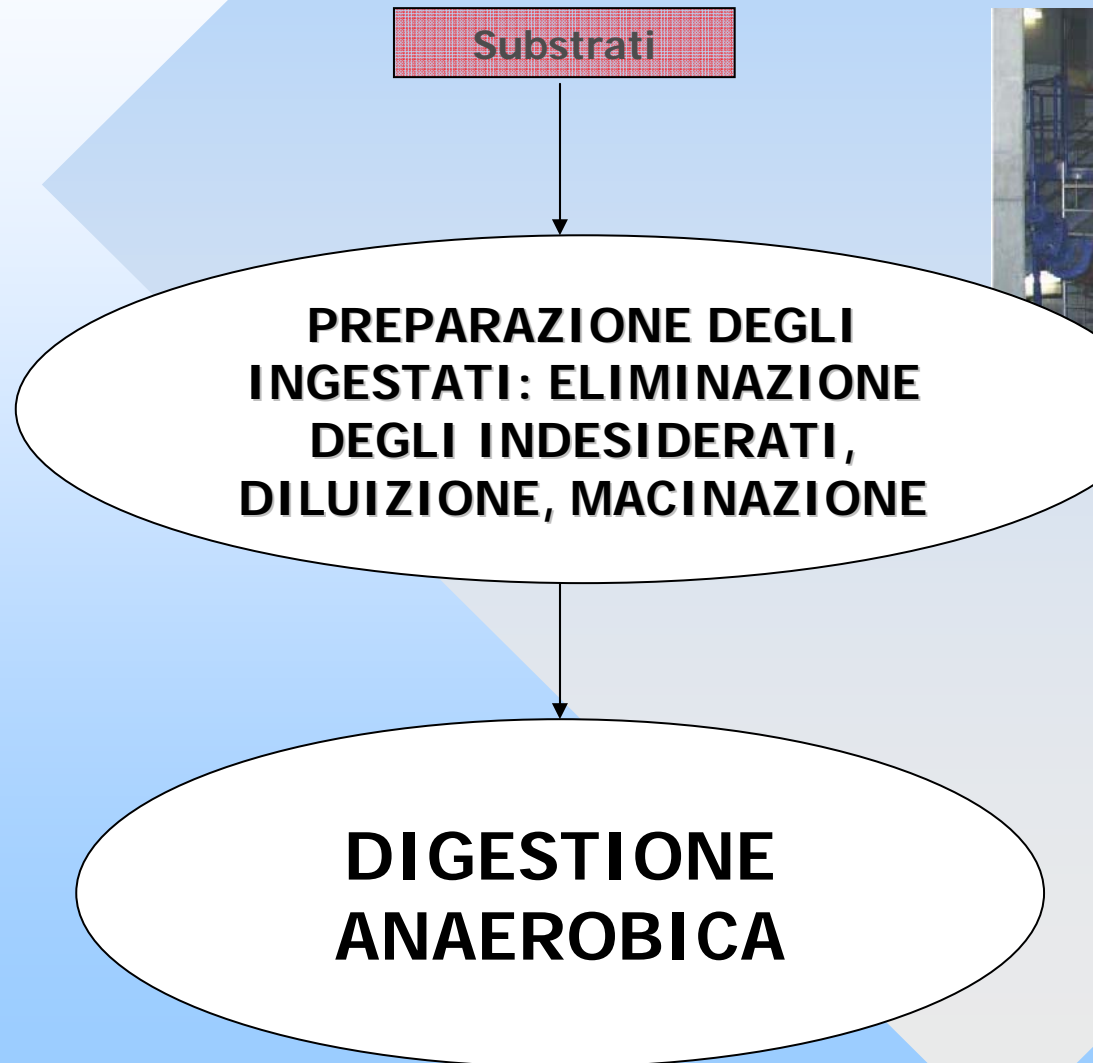 Substrati
PREPARAZIONE DEGLI
INGESTATI: ELIMINAZIONE
DEGLI INDESIDERATI,
DILUIZIONE, MACINAZIONE
DIGESTIONE
ANAEROBICA